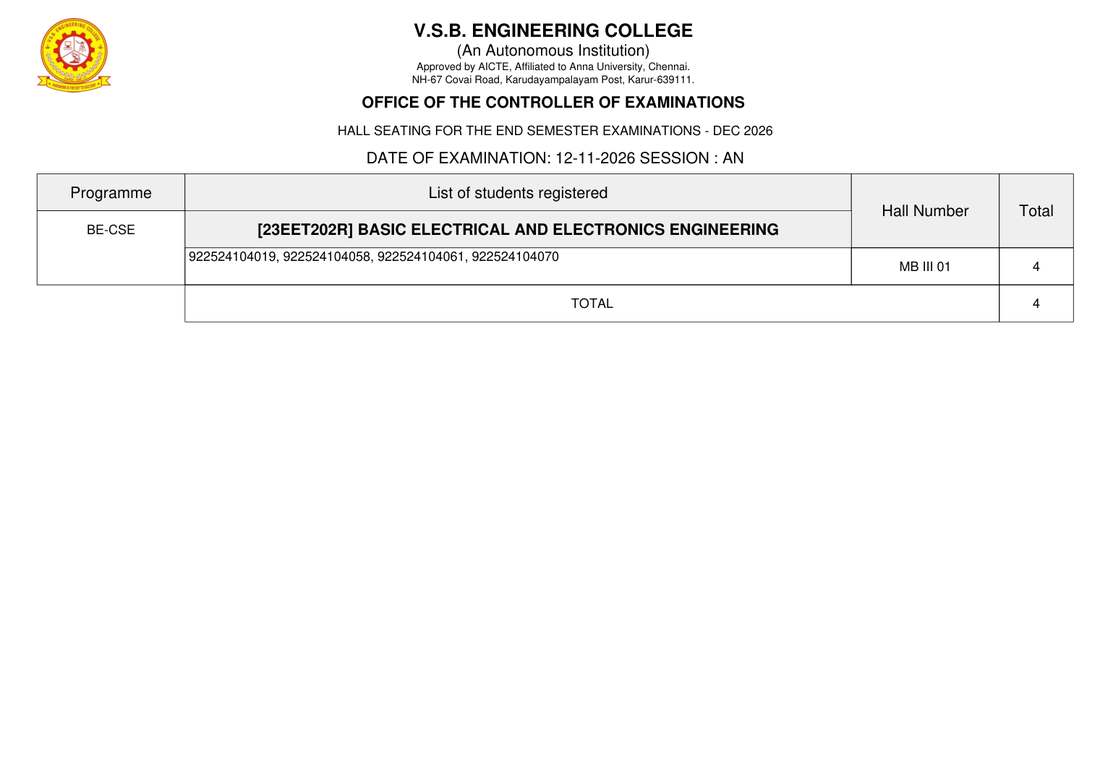 V.S.B. ENGINEERING COLLEGE
(An Autonomous Institution)
Approved by AICTE, Affiliated to Anna University, Chennai.
NH-67 Covai Road, Karudayampalayam Post, Karur-639111.
OFFICE OF THE CONTROLLER OF EXAMINATIONS
HALL SEATING FOR THE END SEMESTER EXAMINATIONS - DEC 2026
DATE OF EXAMINATION: 12-11-2026 SESSION : AN
Programme List of students registered Hall Number Total
BE-CSE [23EET202R] BASIC ELECTRICAL AND ELECTRONICS ENGINEERING
922524104019, 922524104058, 922524104061, 922524104070 MB III 01 4
TOTAL 4